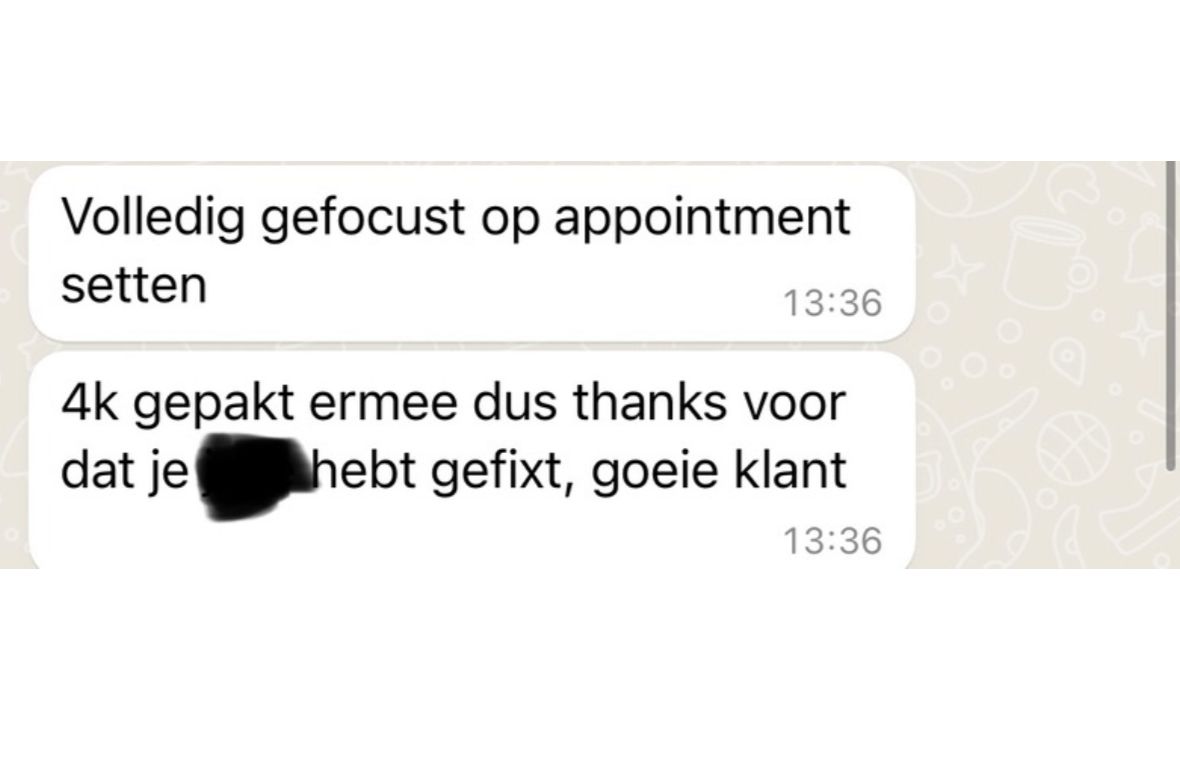 Volledig gefocust op appointment
setten
13:36
4k gepakt ermee dus thanks voor
dat je hebt gefixt, goeie klant
13:36